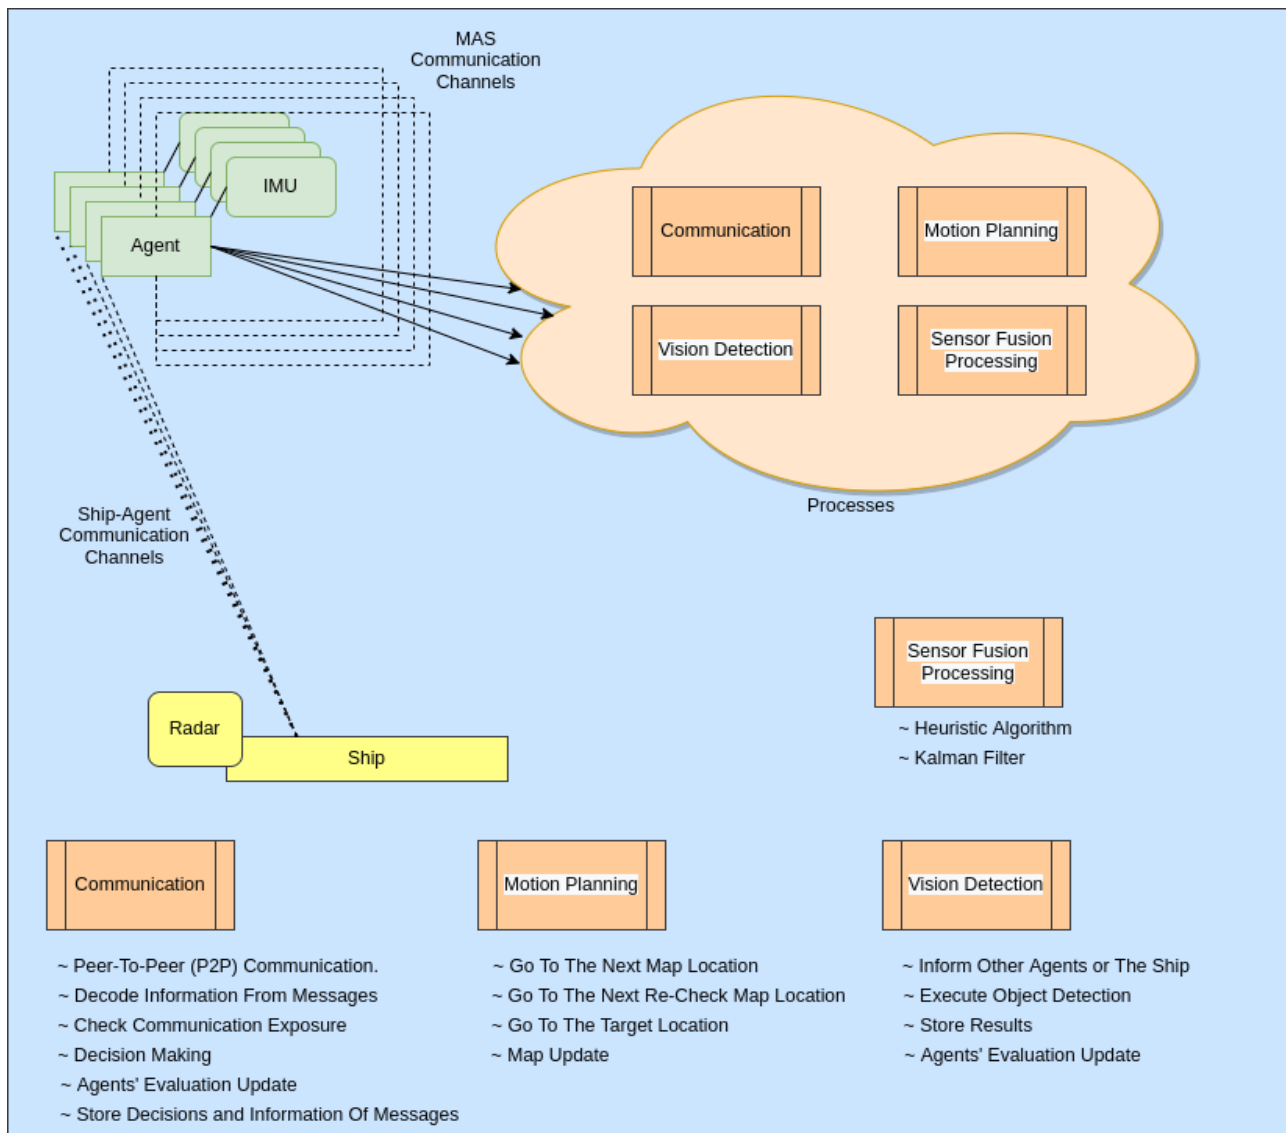 MAS
Communication
Channels
IMU
Agent
Communication
Motion Planning
Vision Detection
Sensor Fusion
Processing
Processes
Ship-Agent
Communication
Channels
Sensor Fusion
Processing
~ Heuristic Algorithm
~ Kalman Filter
Radar
Ship
Communication
~ Peer-To-Peer (P2P) Communication.
~ Decode Information From Messages
~ Check Communication Exposure
~ Decision Making
~ Agents' Evaluation Update
~ Store Decisions and Information Of Messages
Motion Planning
~ Go To The Next Map Location
~ Go To The Next Re-Check Map Location
~ Go To The Target Location
~ Map Update
Vision Detection
~ Inform Other Agents or The Ship
~ Execute Object Detection
~ Store Results
~ Agents' Evaluation Update